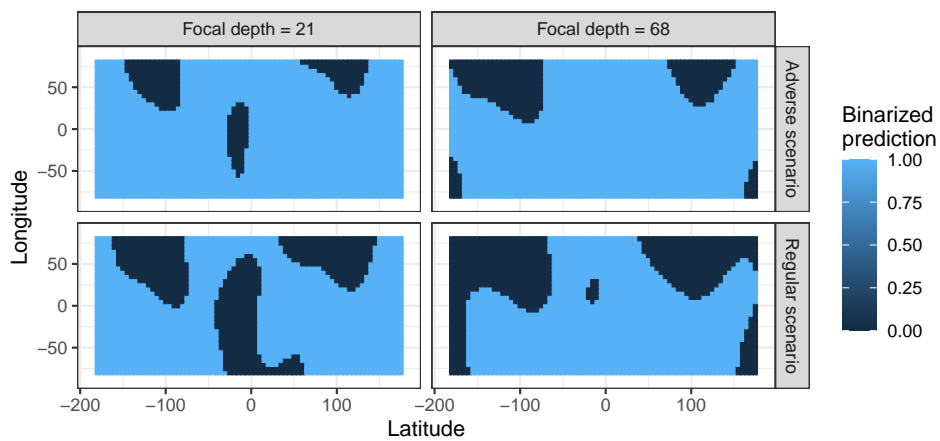 Focal depth = 21
Focal depth = 68
Adverse scenario
Regular scenario
50
0
−50
50
0
−50
Longitude
−200
−100
0
100
−200
−100
0
100
Latitude
Binarized
prediction
1.00
0.75
0.50
0.25
0.00